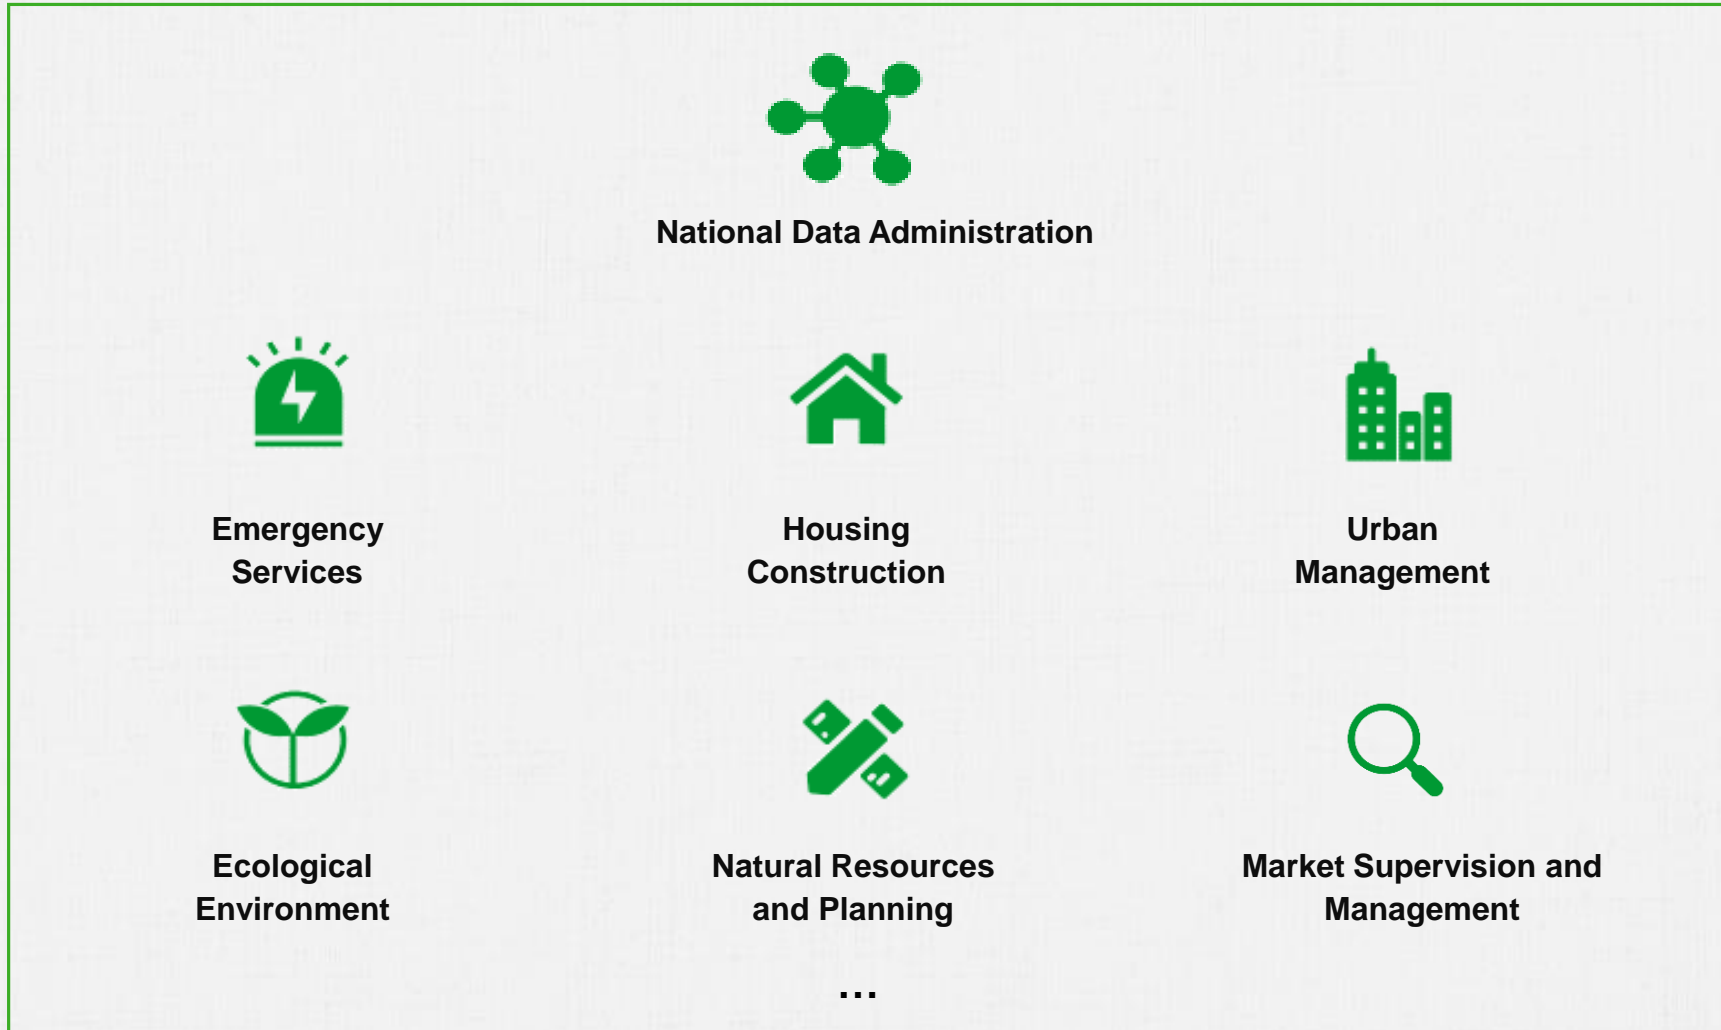 National Data Administration
Emergency
Services
Housing
Construction
Urban
Management
Ecological
Environment
Natural Resources
and Planning
Market Supervision and
Management
...